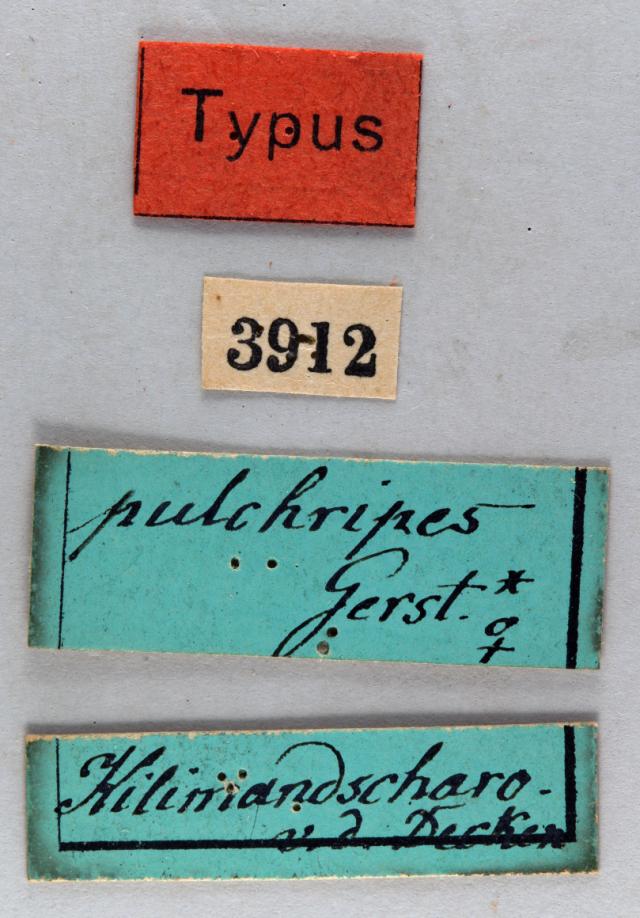 Typus
3912
pulchripes
Gerst.*
♀
Kilimandscharo.
v. d. Decken